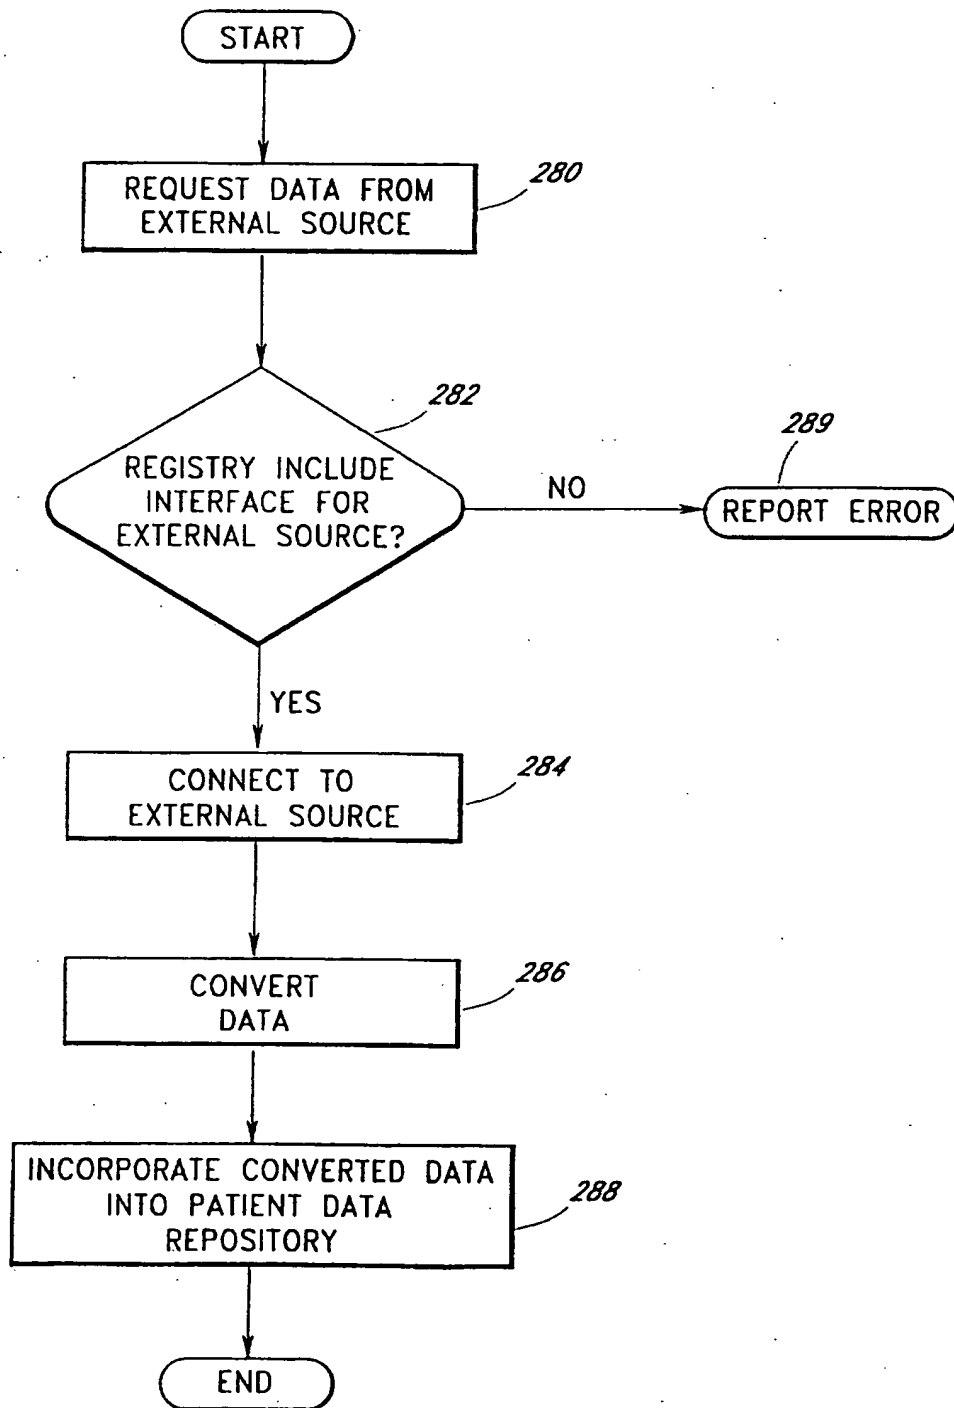 START
REQUEST DATA FROM
EXTERNAL SOURCE
280
282
REGISTRY INCLUDE
INTERFACE FOR
EXTERNAL SOURCE?
NO
289
REPORT ERROR
YES
CONNECT TO
EXTERNAL SOURCE
284
CONVERT
DATA
286
INCORPORATE CONVERTED DATA
INTO PATIENT DATA
REPOSITORY
288
END